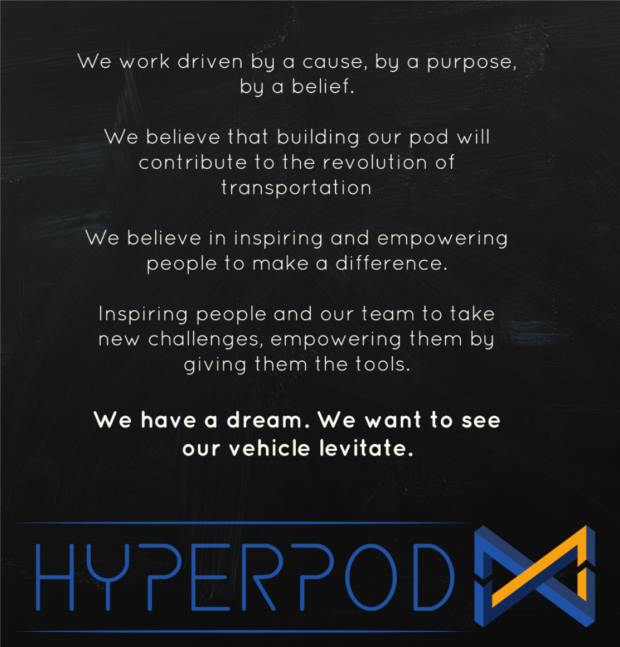 We work driven by a cause, by a purpose,
by a belief.
We believe that building our pod will
contribute to the revolution of
transportation
We believe in inspiring and empowering
people to make a difference.
Inspiring people and our team to take
new challenges, empowering them by
giving them the tools.
We have a dream. We want to see
our vehicle levitate.
HYPERPOD